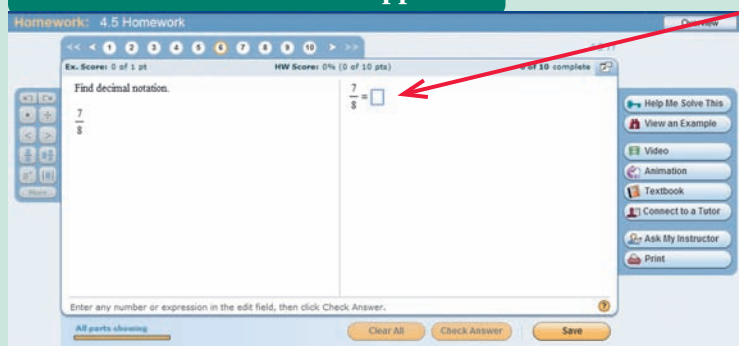 Homework: 4.5 Homework
Overview
<< < 1 2 3 4 5 6 7 8 9 10 > >>
Ex. Score: 0 of 1 pt
HW Score: 0% (0 of 10 pts)
of 10 complete
Find decimal notation.
7
8
7
8
=
More
Help Me Solve This
View an Example
Video
Animation
Textbook
Connect to a Tutor
Ask My Instructor
Print
Enter any number or expression in the edit field, then click Check Answer.
?
All parts showing
Clear All
Check Answer
Save